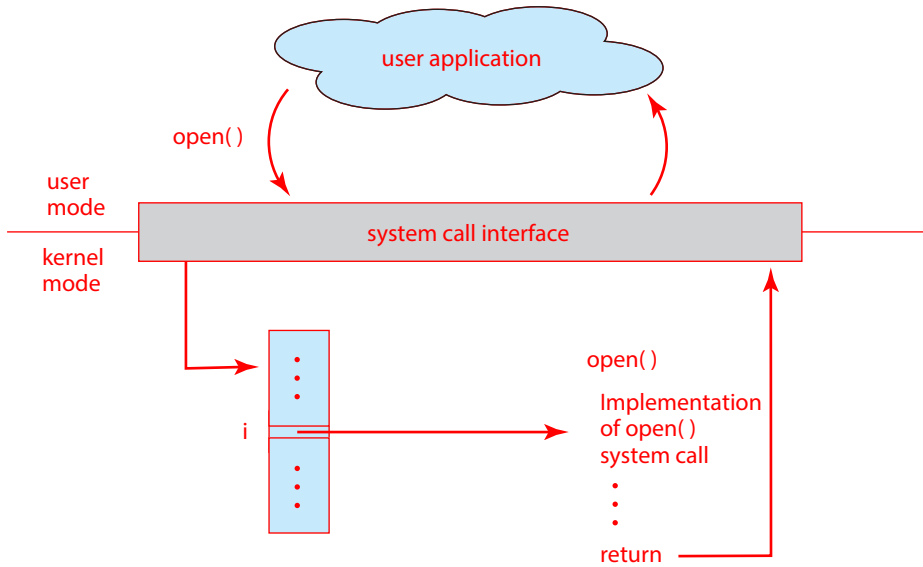 user application
open( )
user
mode
system call interface
kernel
mode
open( )
i
Implementation
of open( )
system call
return